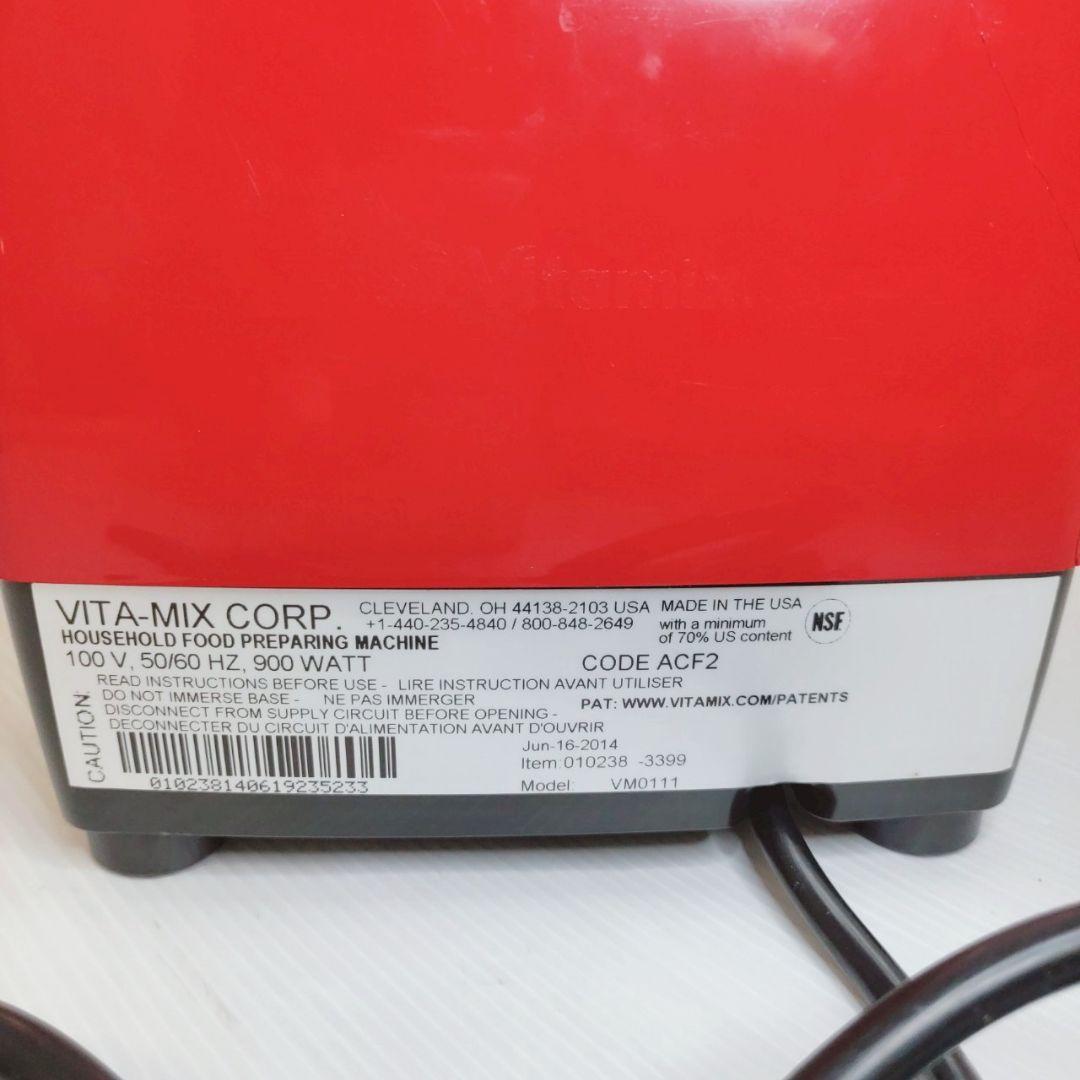 Vitamix
VITA-MIX CORP.
CLEVELAND. OH 44138-2103 USA
+1-440-235-4840 / 800-848-2649
MADE IN THE USA
with a minimum
of 70% US content
NSF
HOUSEHOLD FOOD PREPARING MACHINE
100 V, 50/60 HZ, 900 WATT
CODE ACF2
CAUTION:
READ INSTRUCTIONS BEFORE USE - LIRE INSTRUCTION AVANT UTILISER
DO NOT IMMERSE BASE - NE PAS IMMERGER
DISCONNECT FROM SUPPLY CIRCUIT BEFORE OPENING -
DECONNECTER DU CIRCUIT D'ALIMENTATION AVANT D'OUVRIR
PAT: WWW.VITAMIX.COM/PATENTS
010238140619235233
Jun-16-2014
Item: 010238 -3399
Model: VM0111